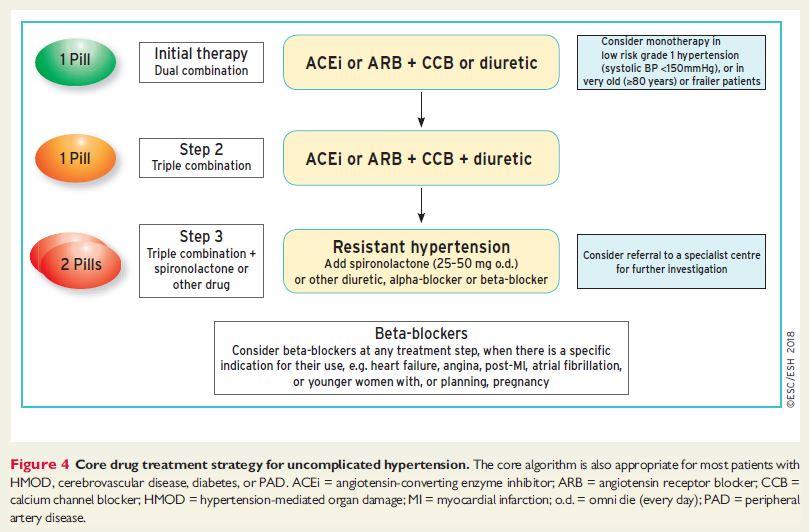 1 Pill
Initial therapy
Dual combination
ACEi or ARB + CCB or diuretic
Consider monotherapy in
low risk grade 1 hypertension
(systolic BP <150mmHg), or in
very old (≥80 years) or frailer patients
1 Pill
Step 2
Triple combination
ACEi or ARB + CCB + diuretic
2 Pills
Step 3
Triple combination +
spironolactone or
other drug
Resistant hypertension
Add spironolactone (25–50 mg o.d.)
or other diuretic, alpha-blocker or beta-blocker
Consider referral to a specialist centre
for further investigation
Beta-blockers
Consider beta-blockers at any treatment step, when there is a specific
indication for their use, e.g. heart failure, angina, post-MI, atrial fibrillation,
or younger women with, or planning, pregnancy
©ESC/ESH 2018
Figure 4 Core drug treatment strategy for uncomplicated hypertension. The core algorithm is also appropriate for most patients with
HMOD, cerebrovascular disease, diabetes, or PAD. ACEi = angiotensin-converting enzyme inhibitor; ARB = angiotensin receptor blocker; CCB =
calcium channel blocker; HMOD = hypertension-mediated organ damage; MI = myocardial infarction; o.d. = omni die (every day); PAD = peripheral
artery disease.